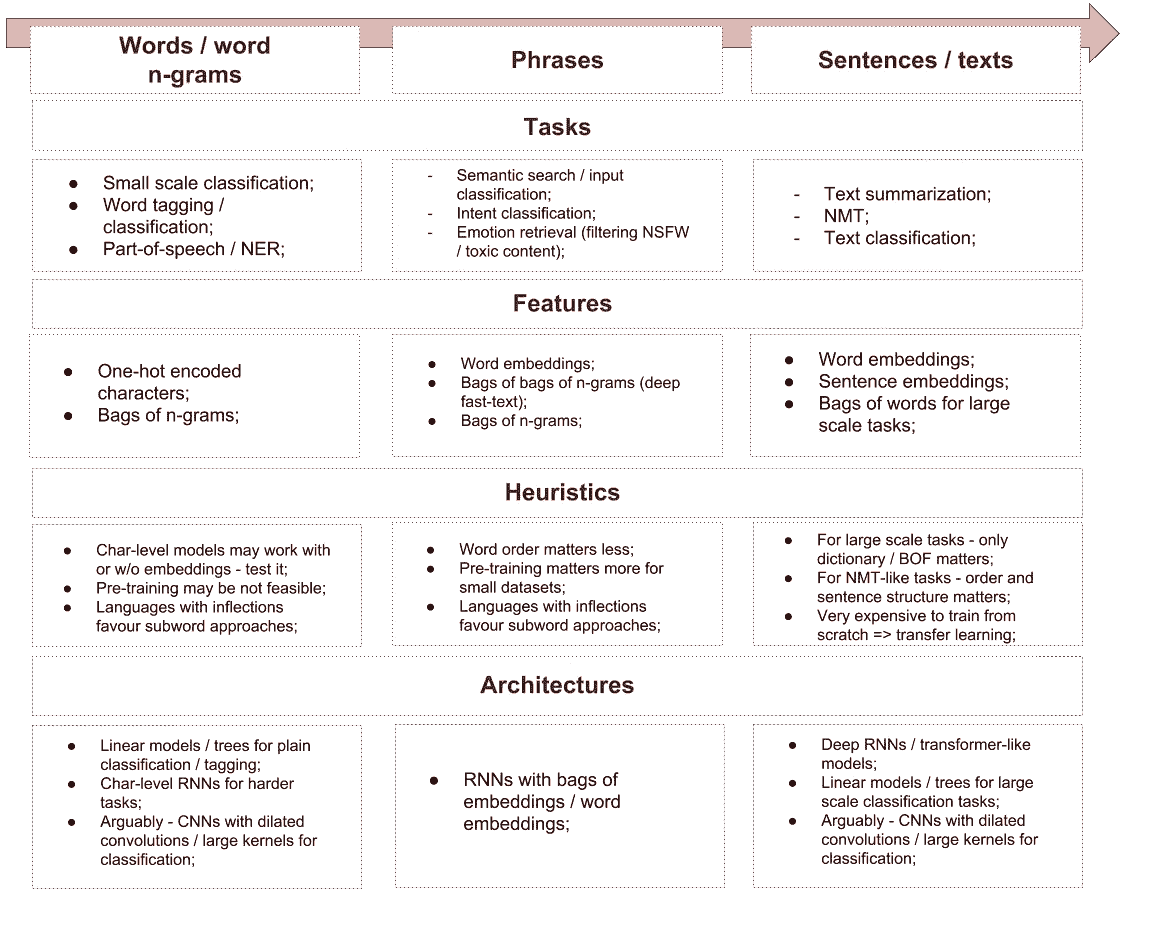 Words / word
n-grams
Phrases
Sentences / texts
Tasks
● Small scale classification;
● Word tagging /
classification;
● Part-of-speech / NER;
- Semantic search / input
classification;
- Intent classification;
- Emotion retrieval (filtering NSFW
/ toxic content);
- Text summarization;
- NMT;
- Text classification;
Features
● One-hot encoded
characters;
● Bags of n-grams;
● Word embeddings;
● Bags of bags of n-grams (deep
fast-text);
● Bags of n-grams;
● Word embeddings;
● Sentence embeddings;
● Bags of words for large
scale tasks;
Heuristics
● Char-level models may work with
or w/o embeddings - test it;
● Pre-training may be not feasible;
● Languages with inflections
favour subword approaches;
● Word order matters less;
● Pre-training matters more for
small datasets;
● Languages with inflections
favour subword approaches;
● For large scale tasks - only
dictionary / BOF matters;
● For NMT-like tasks - order and
sentence structure matters;
● Very expensive to train from
scratch => transfer learning;
Architectures
● Linear models / trees for plain
classification / tagging;
● Char-level RNNs for harder
tasks;
● Arguably - CNNs with dilated
convolutions / large kernels for
classification;
● RNNs with bags of
embeddings / word
embeddings;
● Deep RNNs / transformer-like
models;
● Linear models / trees for large
scale classification tasks;
● Arguably - CNNs with dilated
convolutions / large kernels for
classification;